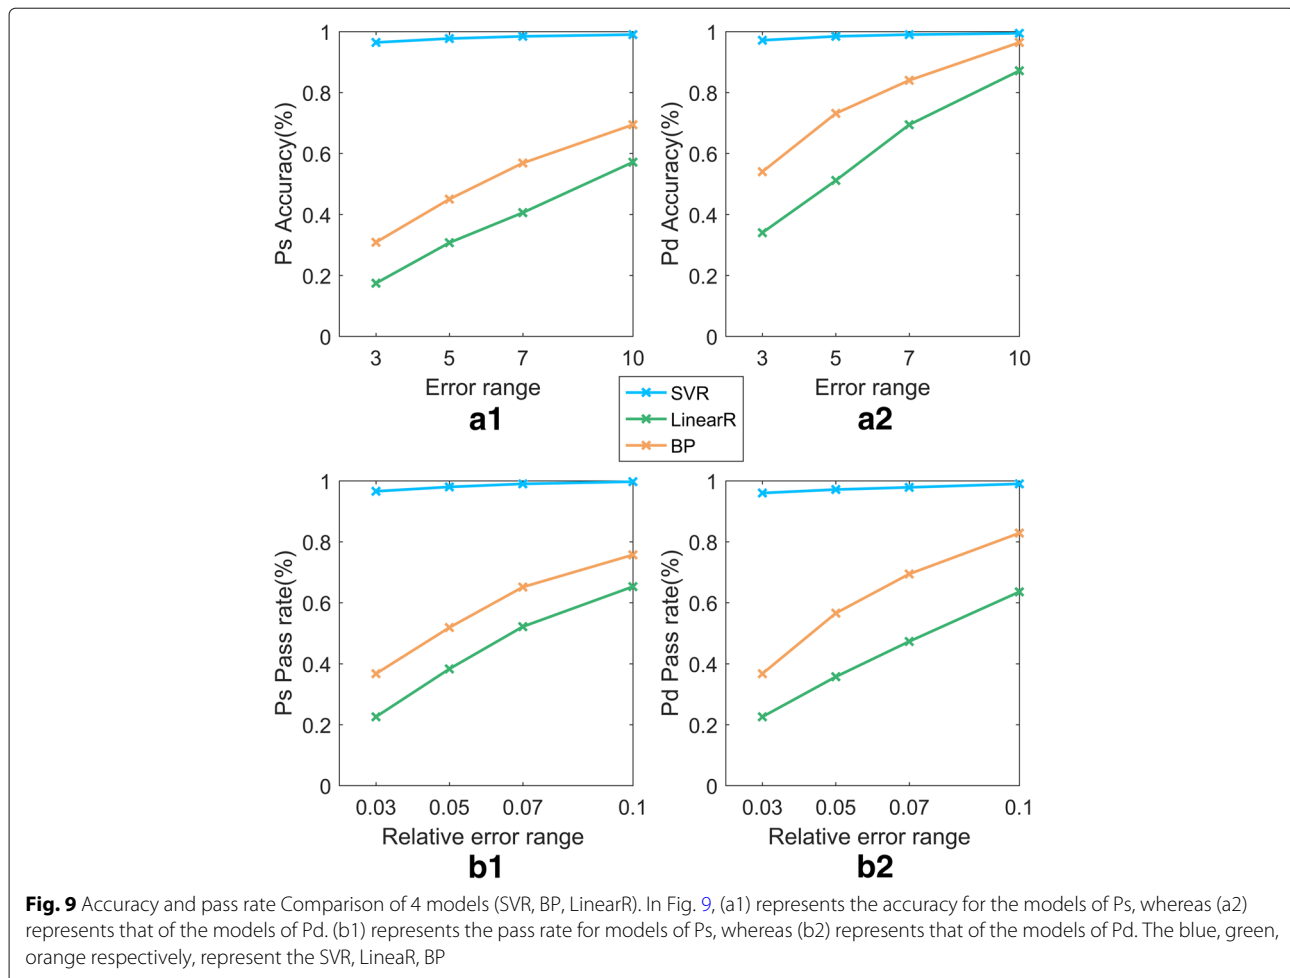 1
0.8
0.6
0.4
0.2
0
Ps Accuracy(%)
3 5 7 10
Error range
a1
1
0.8
0.6
0.4
0.2
0
Pd Accuracy(%)
3 5 7 10
Error range
a2
SVR
LinearR
BP
1
0.8
0.6
0.4
0.2
0
Ps Pass rate(%)
0.03 0.05 0.07 0.1
Relative error range
b1
1
0.8
0.6
0.4
0.2
0
Pd Pass rate(%)
0.03 0.05 0.07 0.1
Relative error range
b2
Fig. 9 Accuracy and pass rate Comparison of 4 models (SVR, BP, LinearR). In Fig. 9, (a1) represents the accuracy for the models of Ps, whereas (a2)
represents that of the models of Pd. (b1) represents the pass rate for models of Ps, whereas (b2) represents that of the models of Pd. The blue, green,
orange respectively, represent the SVR, LineaR, BP